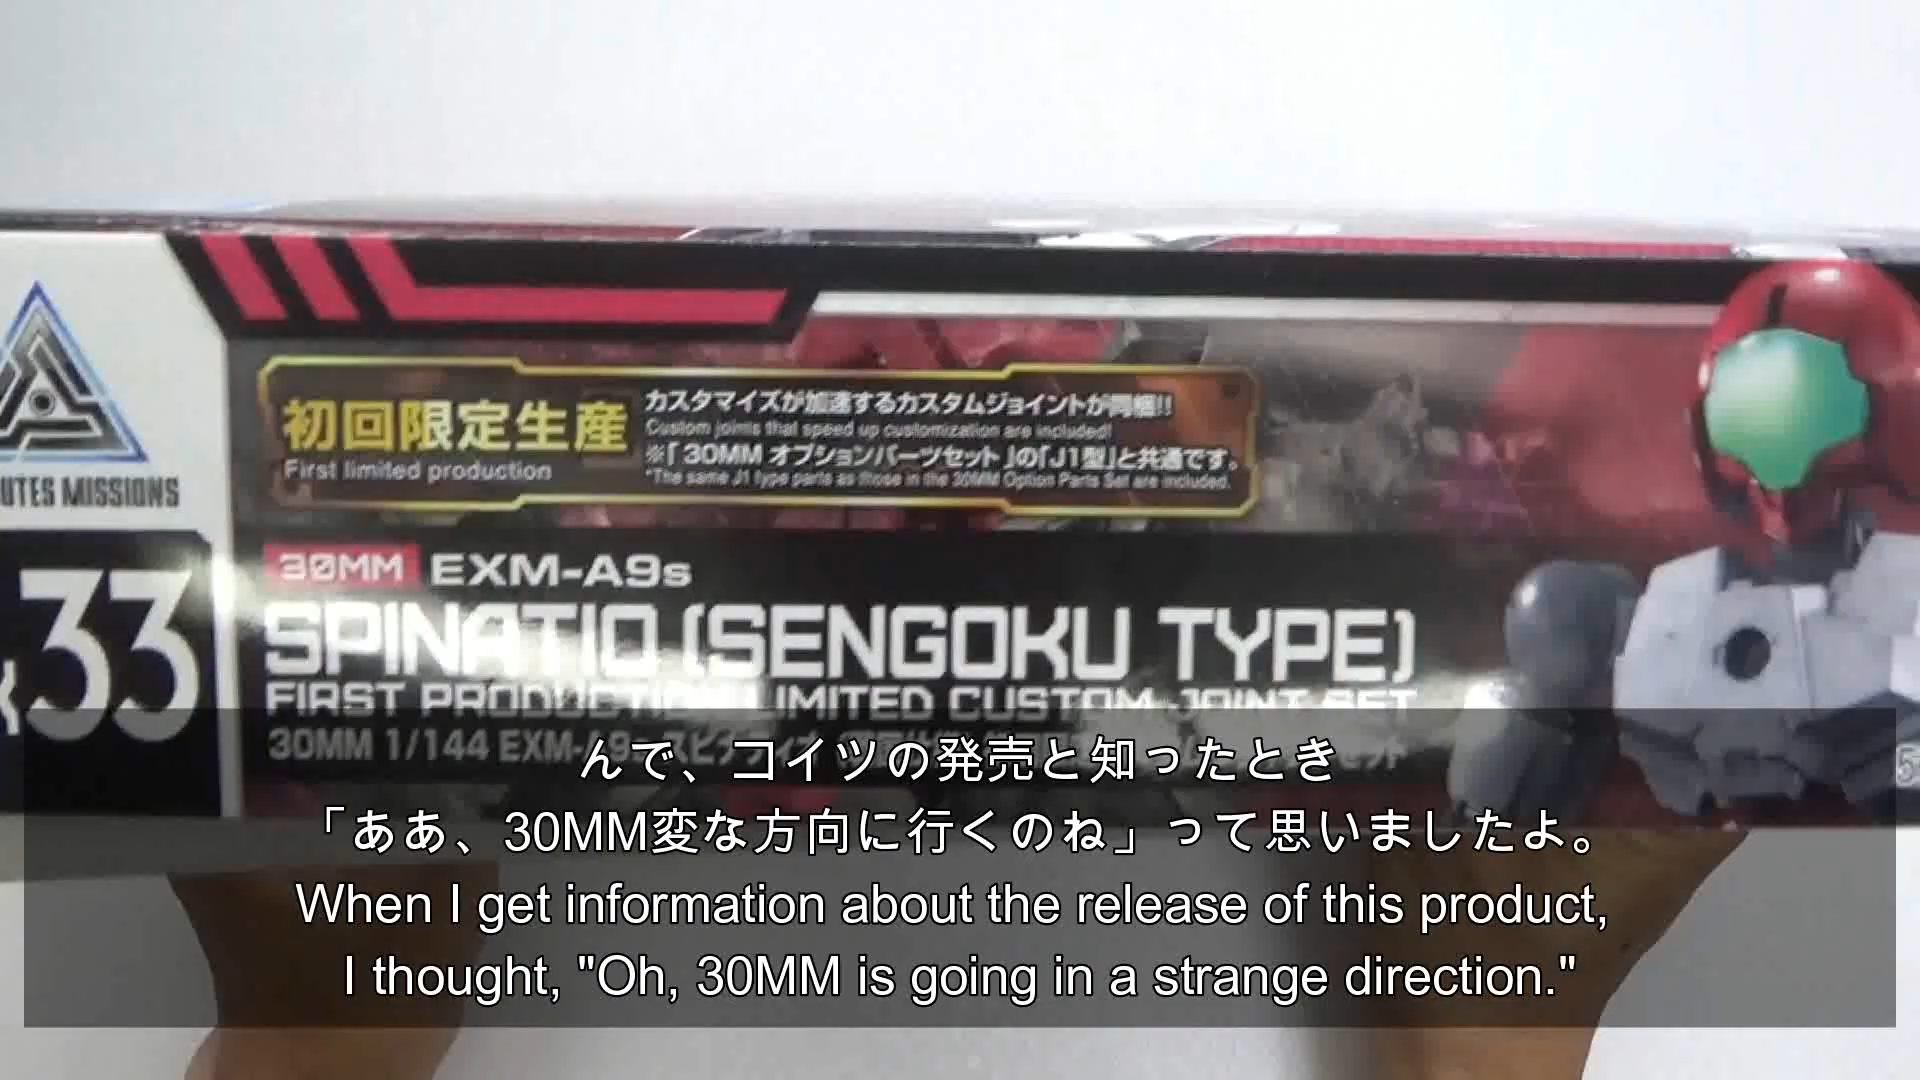 UTES MISSIONS
33
初回限定生産
First limited production
カスタマイズが加速するカスタムジョイントが同梱!!
Custom joints that speed up customization are included!
※「30MM オプションパーツセット」の「J1型」と共通です。
*The same J1 type parts as those in the 30MM Option Parts Set are included.
30MM EXM-A9s
SPINATIO (SENGOKU TYPE)
FIRST PRODUCTION LIMITED CUSTOM JOINT SET
30MM 1/144 EXM-A9s スピナティオ
んで、コイツの発売と知ったとき
「ああ、30MM変な方向に行くのね」って思いましたよ。
When I get information about the release of this product,
I thought, "Oh, 30MM is going in a strange direction."